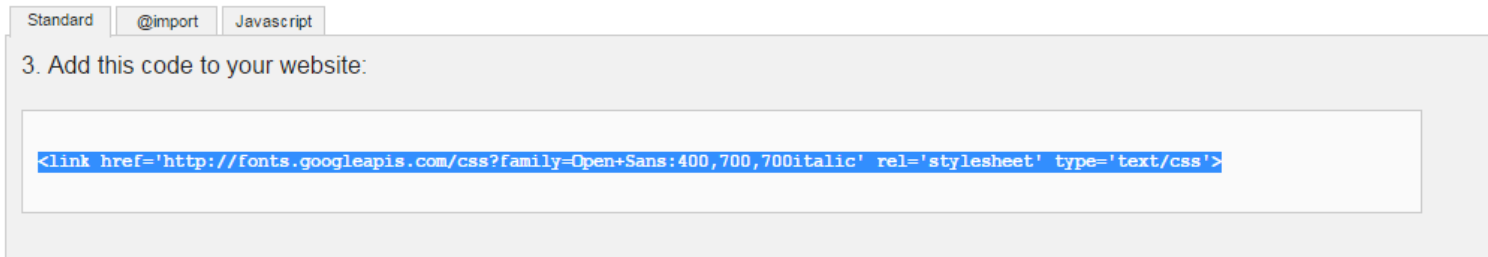 Standard @import Javascript
3. Add this code to your website:
<link href='http://fonts.googleapis.com/css?family=Open+Sans:400,700,700italic' rel='stylesheet' type='text/css'>